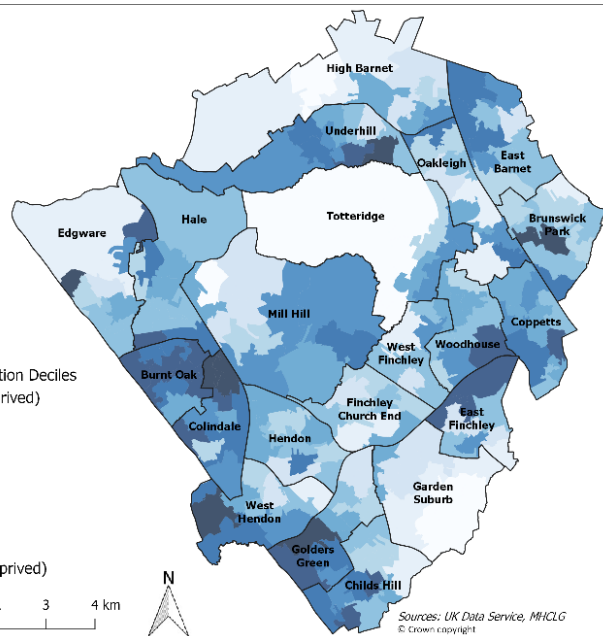 High Barnet
Underhill
Oakleigh
East
Barnet
Hale
Totteridge
Brunswick
Park
Edgware
Mill Hill
Coppetts
West
Finchley
Woodhouse
tion Deciles
rived)
Burnt Oak
Finchley
Church End
East
Finchley
Colindale
Hendon
Garden
Suburb
West
Hendon
Golders
Green
prived)
Childs Hill
N
3 4 km
Sources: UK Data Service, MHCLG
© Crown copyright